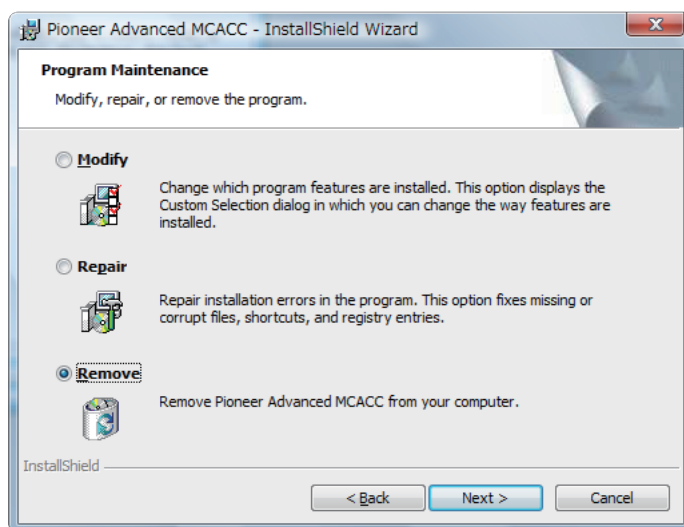 Pioneer Advanced MCACC - InstallShield Wizard
Program Maintenance
Modify, repair, or remove the program.
Modify
Change which program features are installed. This option displays the
Custom Selection dialog in which you can change the way features are
installed.
Repair
Repair installation errors in the program. This option fixes missing or
corrupt files, shortcuts, and registry entries.
Remove
Remove Pioneer Advanced MCACC from your computer.
InstallShield
< Back Next > Cancel